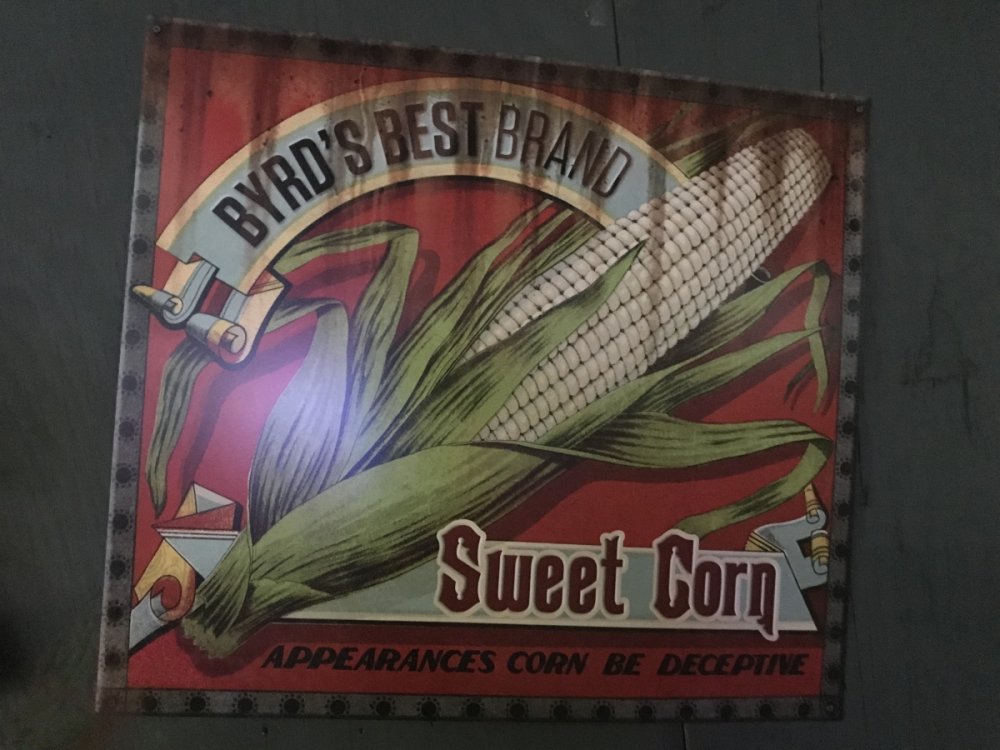 BYRD'S BEST BRAND
Sweet Corn
APPEARANCES CORN BE DECEPTIVE